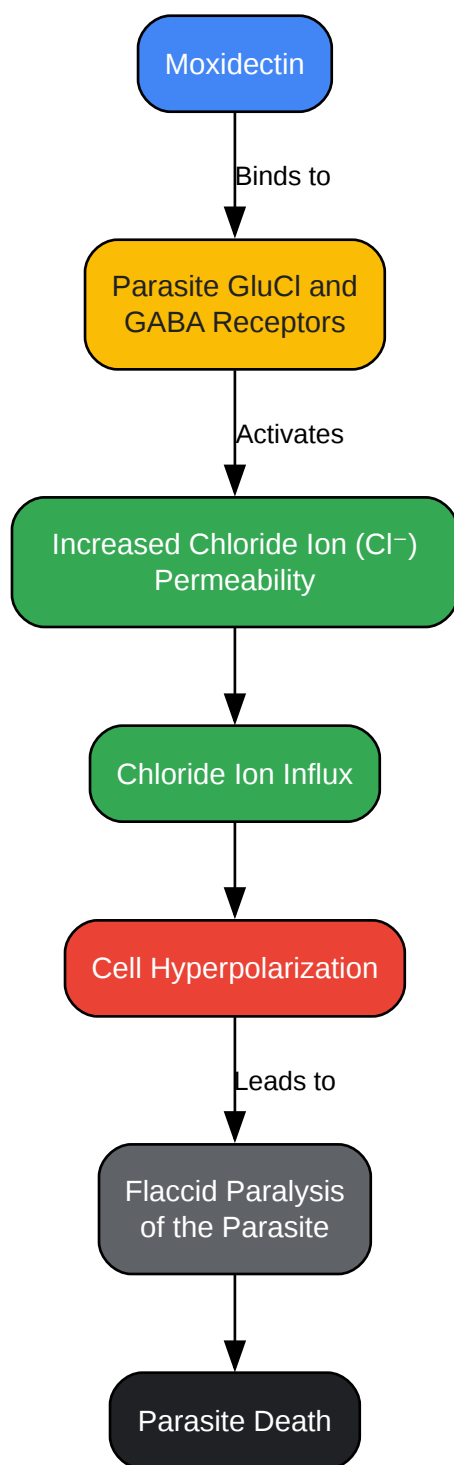 Moxidectin
Binds to
Parasite GluCl and
GABA Receptors
Activates
Increased Chloride Ion (Cl⁻)
Permeability
Chloride Ion Influx
Cell Hyperpolarization
Leads to
Flaccid Paralysis
of the Parasite
Parasite Death